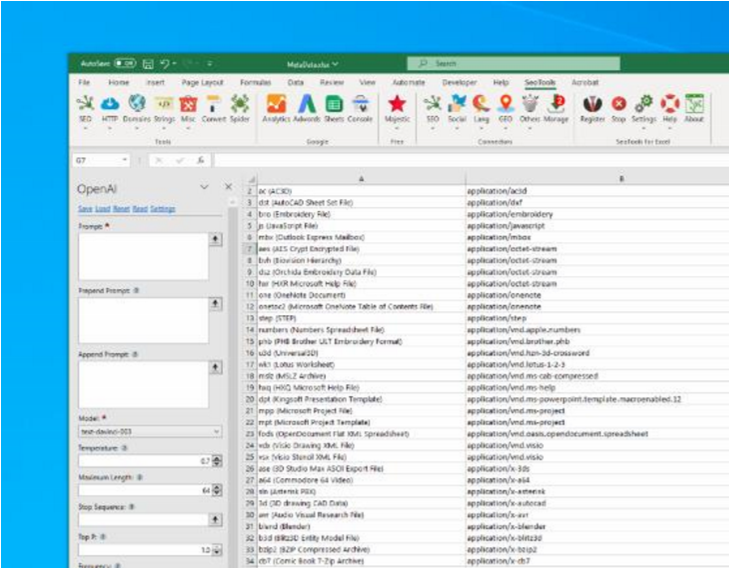 AutoSave Off MetaData.xlsx Search
File Home Insert Page Layout Formulas Data Review View Automate Developer Help SeoTools Acrobat
SEO HTTP Domains Strings Misc Convert Spider Analytics Adwords Sheets Console Majestic SEO Social Lang GEO Others Manage Register Stop Settings Help About
Tools Google Free Connectors SeoTools for Excel
G7 fx
OpenAI
Save Load Reset Read Settings
Prompt: *
Prepend Prompt:
Append Prompt:
Model: *
text-davinci-003
Temperature:
0.7
Maximum Length:
64
Stop Sequence:
Top P:
1.0
Frequency:
A B
2 ac (AC3D) application/ac3d
3 dst (AutoCAD Sheet Set File) application/dxf
4 bro (Embroidery File) application/embroidery
5 js (JavaScript File) application/javascript
6 mbx (Outlook Express Mailbox) application/mbox
7 aes (AES Crypt Encrypted File) application/octet-stream
8 bvh (Biovision Hierarchy) application/octet-stream
9 dsz (Orchida Embroidery Data File) application/octet-stream
10 hxr (HXR Microsoft Help File) application/octet-stream
11 one (OneNote Document) application/onenote
12 onetoc2 (Microsoft OneNote Table of Contents File) application/onenote
13 step (STEP) application/step
14 numbers (Numbers Spreadsheet File) application/vnd.apple.numbers
15 phb (PHB Brother ULT Embroidery Format) application/vnd.brother.phb
16 u3d (Universal3D) application/vnd.hzn-3d-crossword
17 wk1 (Lotus Worksheet) application/vnd.lotus-1-2-3
18 mslz (MSLZ Archive) application/vnd.ms-cab-compressed
19 hxq (HXQ Microsoft Help File) application/vnd.ms-help
20 dpt (Kingsoft Presentation Template) application/vnd.ms-powerpoint.template.macroenabled.12
21 mpp (Microsoft Project File) application/vnd.ms-project
22 mpt (Microsoft Project Template) application/vnd.ms-project
23 fods (OpenDocument Flat XML Spreadsheet) application/vnd.oasis.opendocument.spreadsheet
24 vdx (Visio Drawing XML File) application/vnd.visio
25 vsx (Visio Stencil XML File) application/vnd.visio
26 ase (3D Studio Max ASCII Export File) application/x-3ds
27 a64 (Commodore 64 Video) application/x-a64
28 sln (Asterisk PBX) application/x-asterisk
29 3d (3D drawing CAD Data) application/x-autocad
30 avr (Audio Visual Research File) application/x-avr
31 blend (Blender) application/x-blender
32 b3d (Blitz3D Entity Model File) application/x-blitz3d
33 bzip2 (BZIP Compressed Archive) application/x-bzip2
34 cb7 (Comic Book 7-Zip Archive) application/x-cb7